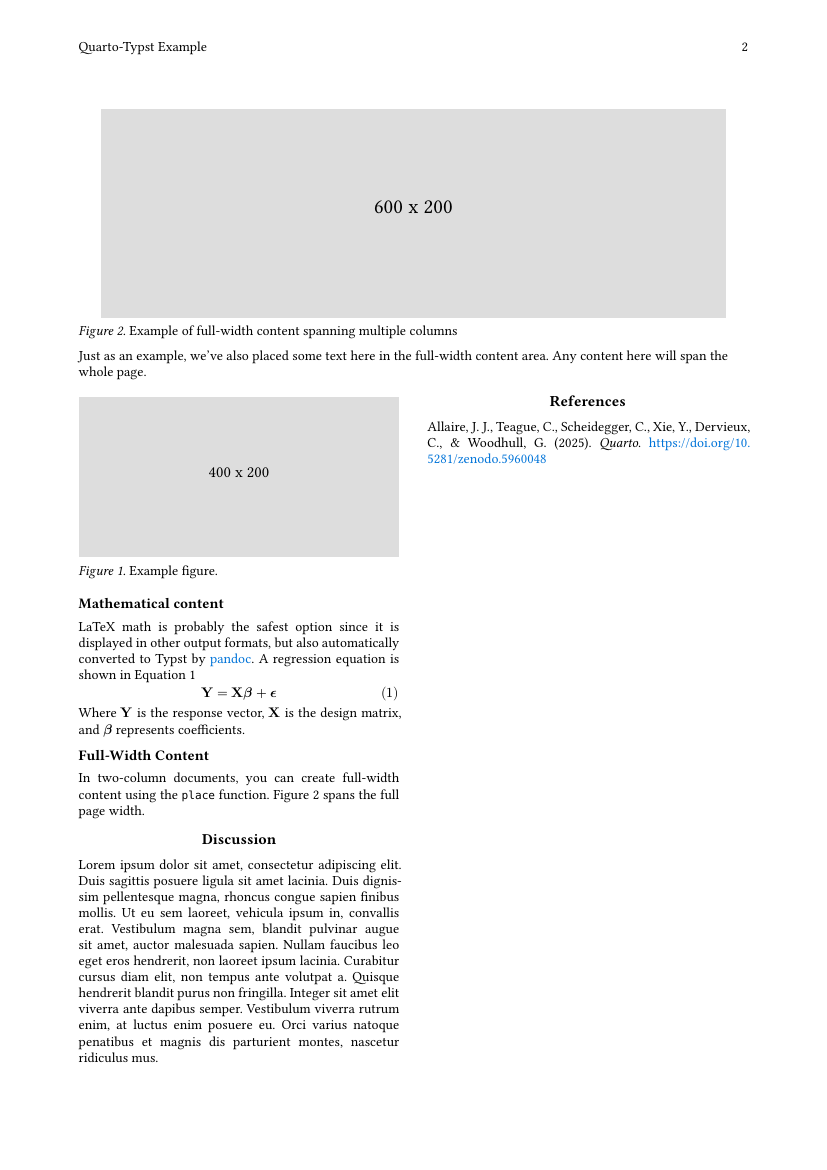 Quarto-Typst Example 2
600 x 200
Figure 2. Example of full-width content spanning multiple columns
Just as an example, we've also placed some text here in the full-width content area. Any content here will span the
whole page.
400 x 200
Figure 1. Example figure.
Mathematical content
LaTeX math is probably the safest option since it is
displayed in other output formats, but also automatically
converted to Typst by pandoc. A regression equation is
shown in Equation 1
Y = Xβ + ϵ (1)
Where Y is the response vector, X is the design matrix,
and β represents coefficients.
Full-Width Content
In two-column documents, you can create full-width
content using the place function. Figure 2 spans the full
page width.
Discussion
Lorem ipsum dolor sit amet, consectetur adipiscing elit.
Duis sagittis posuere ligula sit amet lacinia. Duis dignis-
sim pellentesque magna, rhoncus congue sapien finibus
mollis. Ut eu sem laoreet, vehicula ipsum in, convallis
erat. Vestibulum magna sem, blandit pulvinar augue
sit amet, auctor malesuada sapien. Nullam faucibus leo
eget eros hendrerit, non laoreet ipsum lacinia. Curabitur
cursus diam elit, non tempus ante volutpat a. Quisque
hendrerit blandit purus non fringilla. Integer sit amet elit
viverra ante dapibus semper. Vestibulum viverra rutrum
enim, at luctus enim posuere eu. Orci varius natoque
penatibus et magnis dis parturient montes, nascetur
ridiculus mus.
References
Allaire, J. J., Teague, C., Scheidegger, C., Xie, Y., Dervieux,
C., & Woodhull, G. (2025). Quarto. https://doi.org/10.
5281/zenodo.5960048